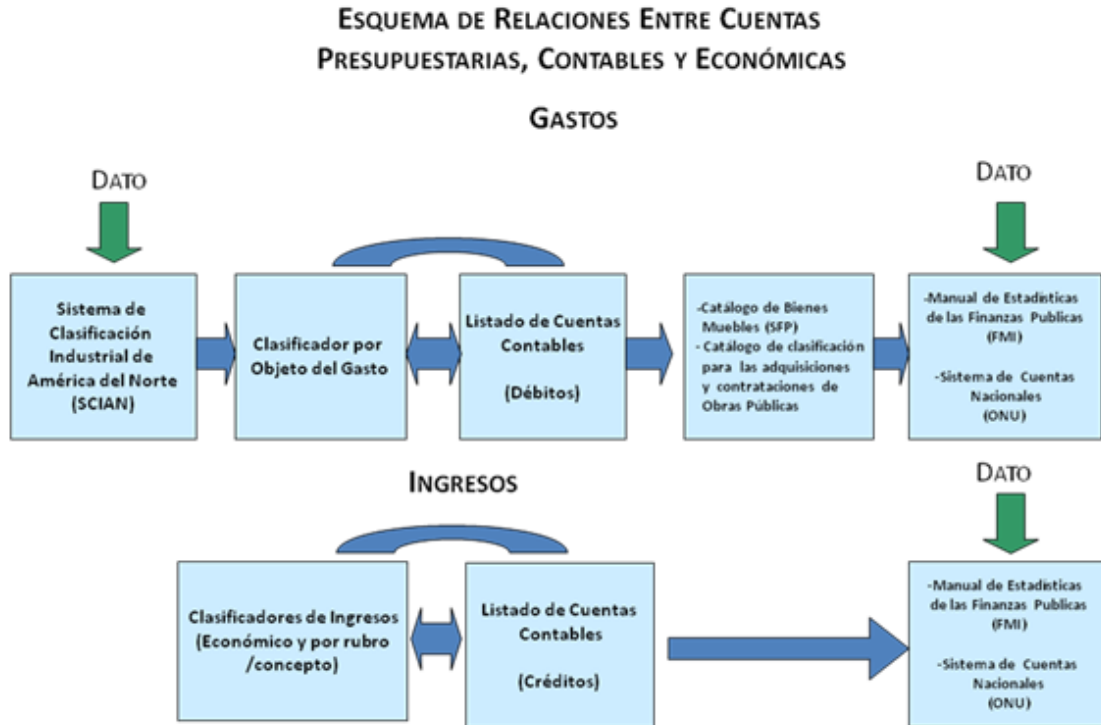 ESQUEMA DE RELACIONES ENTRE CUENTAS
PRESUPUESTARIAS, CONTABLES Y ECONÓMICAS
GASTOS
DATO
DATO
Sistema de
Clasificación
Industrial de
América del Norte
(SCIAN)
Clasificador por
Objeto del Gasto
Listado de Cuentas
Contables
(Débitos)
-Catálogo de Bienes
Muebles (SFP)
- Catálogo de clasificación
para las adquisiciones
y contrataciones de
Obras Públicas
-Manual de Estadísticas
de las Finanzas Publicas
(FMI)
-Sistema de Cuentas
Nacionales
(ONU)
INGRESOS
DATO
Clasificadores de Ingresos
(Económico y por rubro
/concepto)
Listado de Cuentas
Contables
(Créditos)
-Manual de Estadísticas
de las Finanzas Publicas
(FMI)
-Sistema de Cuentas
Nacionales
(ONU)